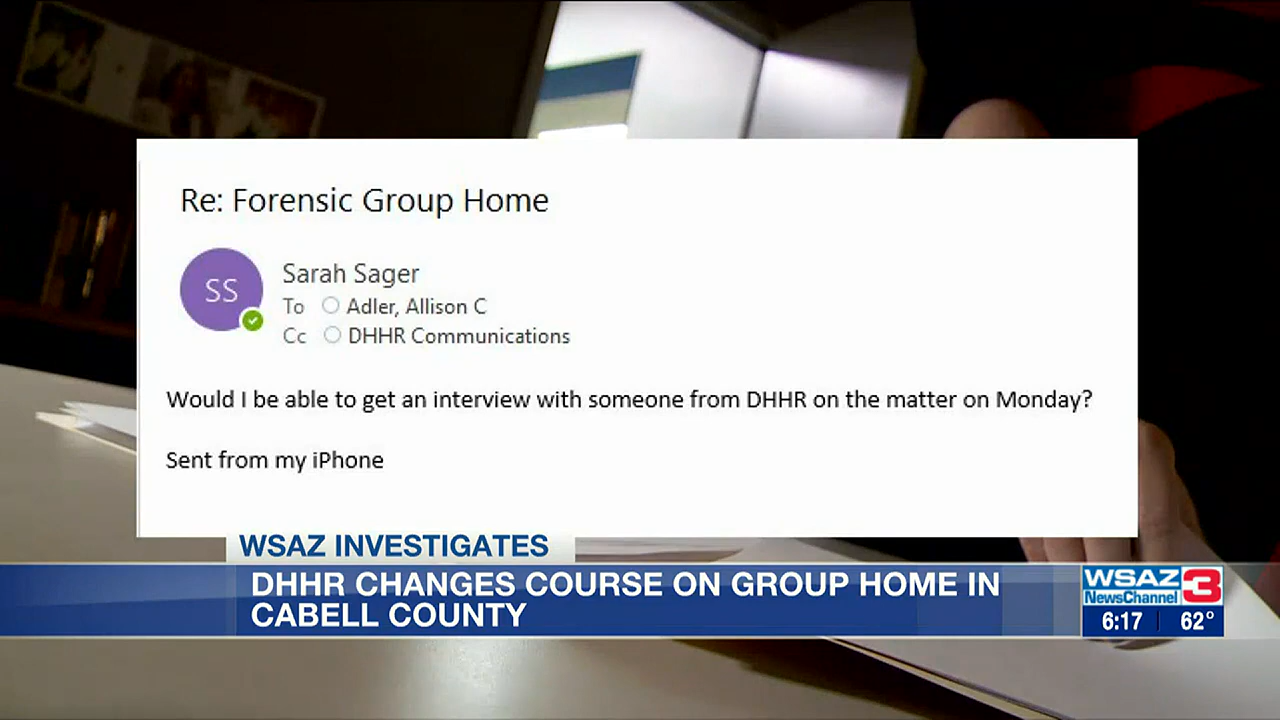 Re: Forensic Group Home
SS
Sarah Sager
To Adler, Allison C
Cc DHHR Communications
Would I be able to get an interview with someone from DHHR on the matter on Monday?
Sent from my iPhone
WSAZ INVESTIGATES
DHHR CHANGES COURSE ON GROUP HOME IN
CABELL COUNTY
WSAZ 3
NewsChannel
6:17 62°